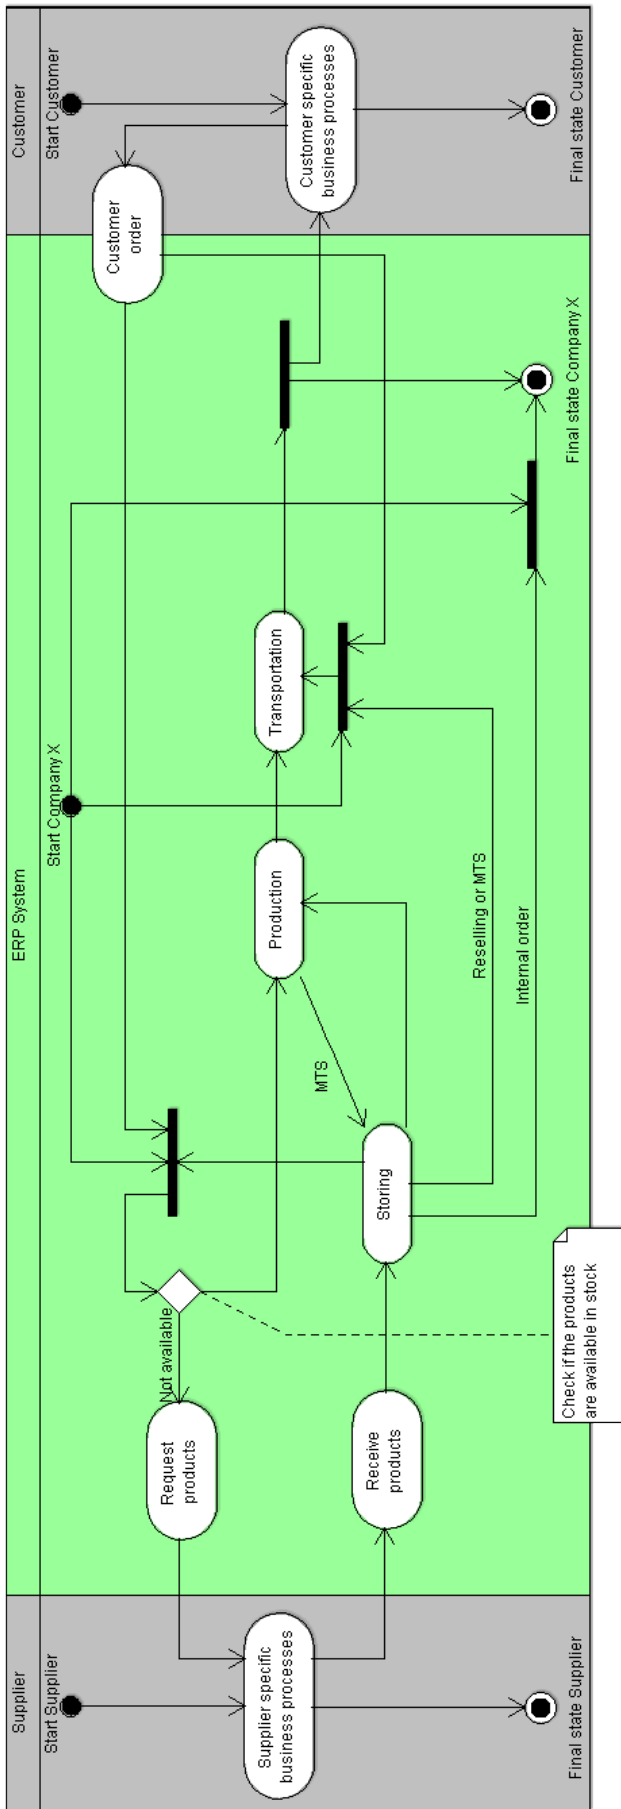 Supplier
ERP System
Customer
Start Supplier
Start Company X
Start Customer
Customer
order
Not available
Request
products
Supplier specific
business processes
Production
Transportation
Customer specific
business processes
MTS
Receive
products
Storing
Reselling or MTS
Internal order
Check if the products
are available in stock
Final state Supplier
Final state Company X
Final state Customer